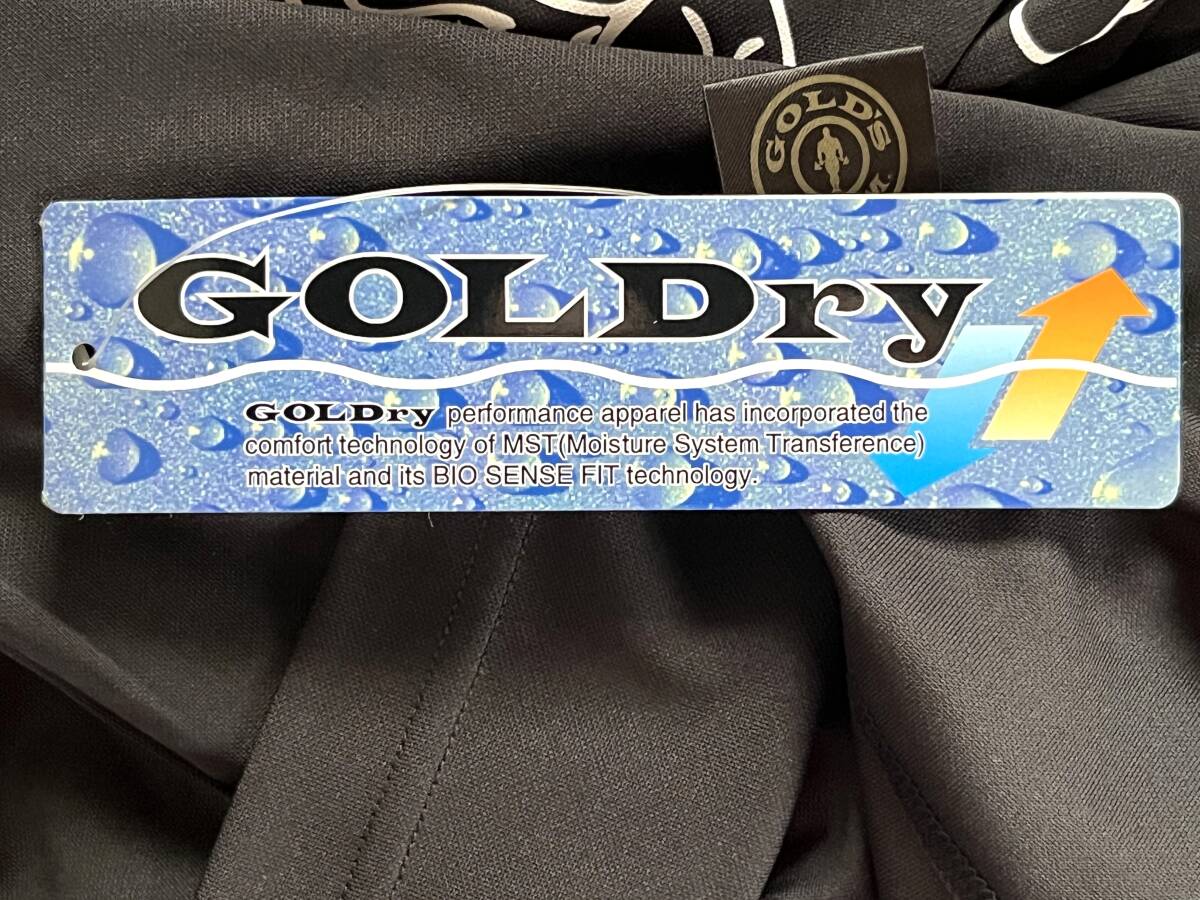 GOLD'S
GOLDry
GOLDry performance apparel has incorporated the
comfort technology of MST(Moisture System Transference)
material and its BIO SENSE FIT technology.